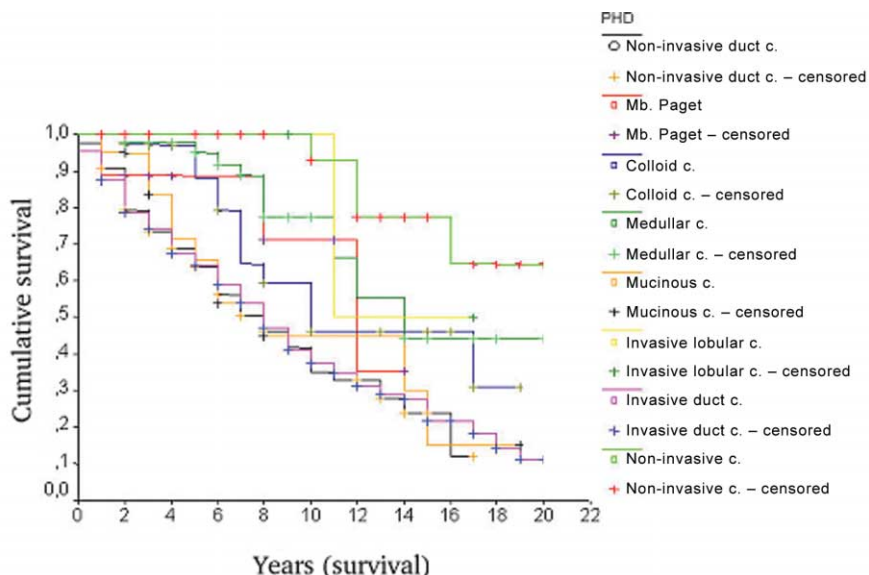 PHD
Non-invasive duct c.
Non-invasive duct c. – censored
Mb. Paget
Mb. Paget – censored
Colloid c.
Colloid c. – censored
Medullar c.
Medullar c. – censored
Mucinous c.
Mucinous c. – censored
Invasive lobular c.
Invasive lobular c. – censored
Invasive duct c.
Invasive duct c. – censored
Non-invasive c.
Non-invasive c. – censored
Cumulative survival
1,0
,9
,8
,7
,6
,5
,4
,3
,2
,1
0,0
0 2 4 6 8 10 12 14 16 18 20 22
Years (survival)